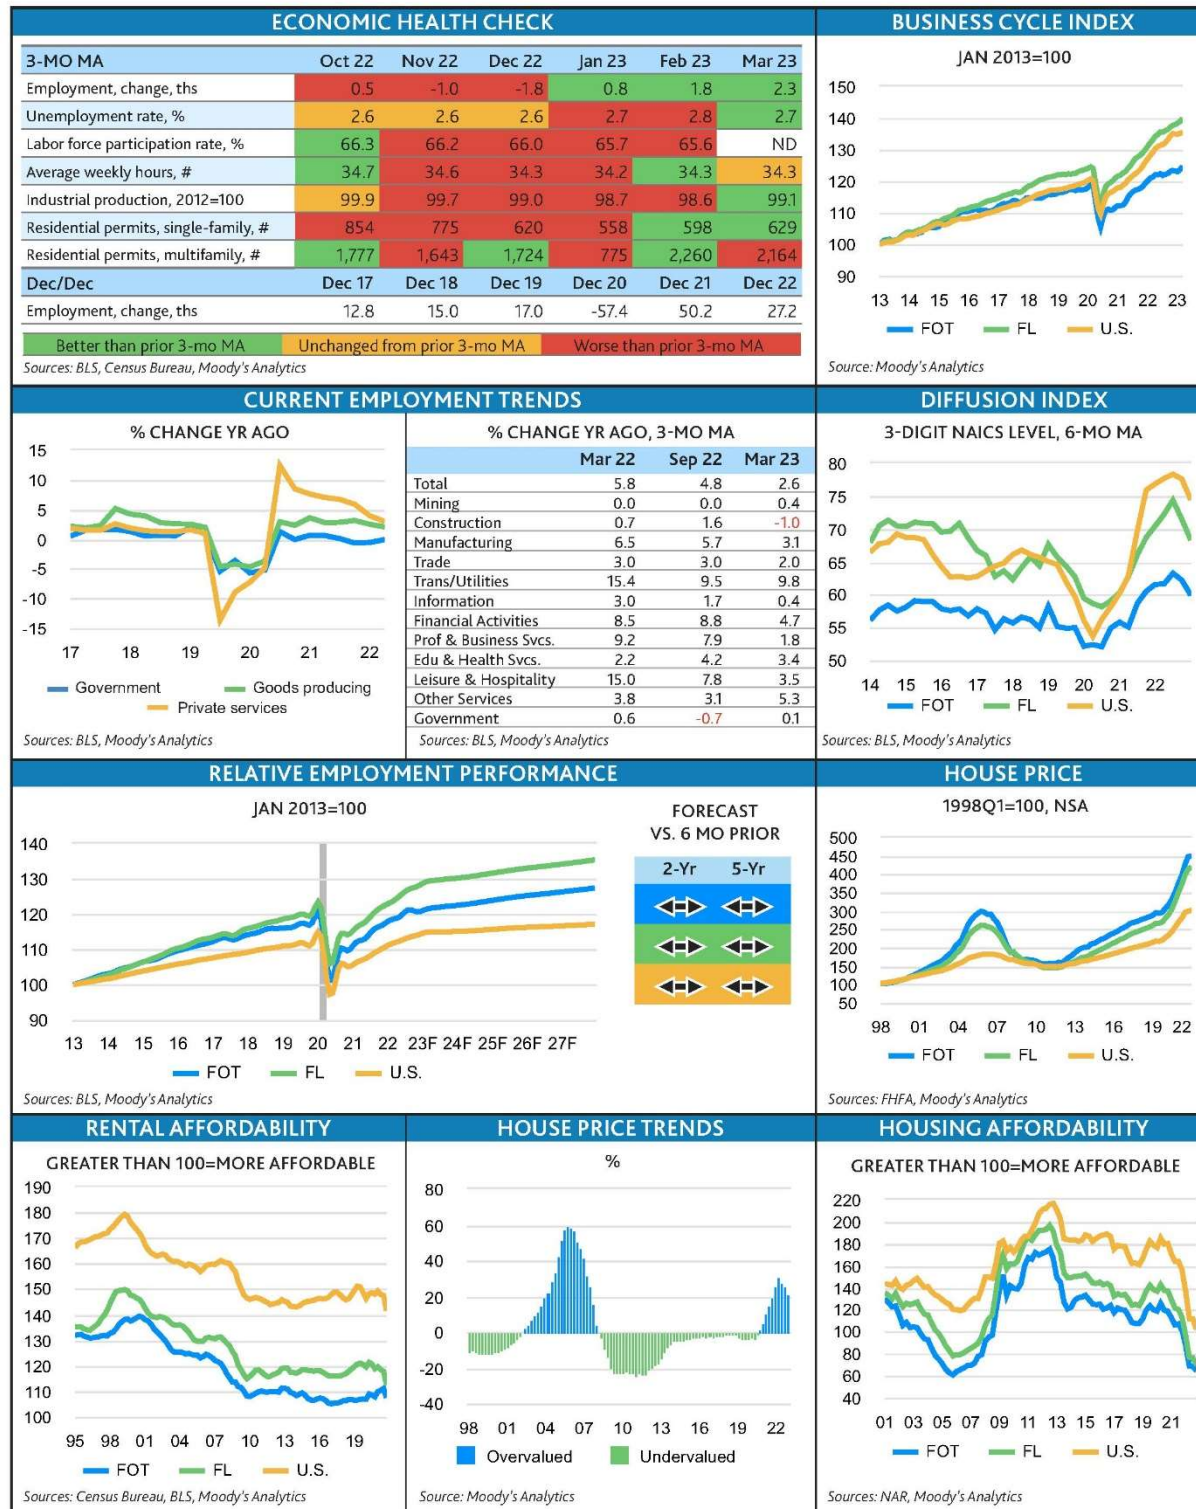 ECONOMIC HEALTH CHECK
3-MO MA Oct 22 Nov 22 Dec 22 Jan 23 Feb 23 Mar 23
Employment, change, ths 0.5 -1.0 -1.8 0.8 1.8 2.3
Unemployment rate, % 2.6 2.6 2.6 2.7 2.8 2.7
Labor force participation rate, % 66.3 66.2 66.0 65.7 65.6 ND
Average weekly hours, # 34.7 34.6 34.3 34.2 34.3 34.3
Industrial production, 2012=100 99.9 99.7 99.0 98.7 98.6 99.1
Residential permits, single-family, # 854 775 620 558 598 629
Residential permits, multifamily, # 1,777 1,643 1,724 775 2,260 2,164
Dec/Dec Dec 17 Dec 18 Dec 19 Dec 20 Dec 21 Dec 22
Employment, change, ths 12.8 15.0 17.0 -57.4 50.2 27.2
Better than prior 3-mo MA Unchanged from prior 3-mo MA Worse than prior 3-mo MA
Sources: BLS, Census Bureau, Moody's Analytics
BUSINESS CYCLE INDEX
JAN 2013=100
150
140
130
120
110
100
90
13 14 15 16 17 18 19 20 21 22 23
FOT FL U.S.
Source: Moody's Analytics
CURRENT EMPLOYMENT TRENDS
% CHANGE YR AGO
15
10
5
0
-5
-10
-15
17 18 19 20 21 22
Government Goods producing
Private services
Sources: BLS, Moody's Analytics
% CHANGE YR AGO, 3-MO MA
Mar 22 Sep 22 Mar 23
Total 5.8 4.8 2.6
Mining 0.0 0.0 0.4
Construction 0.7 1.6 -1.0
Manufacturing 6.5 5.7 3.1
Trade 3.0 3.0 2.0
Trans/Utilities 15.4 9.5 9.8
Information 3.0 1.7 0.4
Financial Activities 8.5 8.8 4.7
Prof & Business Svcs. 9.2 7.9 1.8
Edu & Health Svcs. 2.2 4.2 3.4
Leisure & Hospitality 15.0 7.8 3.5
Other Services 3.8 3.1 5.3
Government 0.6 -0.7 0.1
Sources: BLS, Moody's Analytics
DIFFUSION INDEX
3-DIGIT NAICS LEVEL, 6-MO MA
80
75
70
65
60
55
50
14 15 16 17 18 19 20 21 22
FOT FL U.S.
Sources: BLS, Moody's Analytics
RELATIVE EMPLOYMENT PERFORMANCE
JAN 2013=100
140
130
120
110
100
90
13 14 15 16 17 18 19 20 21 22 23F 24F 25F 26F 27F
FOT FL U.S.
FORECAST
VS. 6 MO PRIOR
2-Yr 5-Yr
Sources: BLS, Moody's Analytics
HOUSE PRICE
1998Q1=100, NSA
500
450
400
350
300
250
200
150
100
50
98 01 04 07 10 13 16 19 22
FOT FL U.S.
Sources: FHFA, Moody's Analytics
RENTAL AFFORDABILITY
GREATER THAN 100=MORE AFFORDABLE
190
180
170
160
150
140
130
120
110
100
95 98 01 04 07 10 13 16 19
FOT FL U.S.
Sources: Census Bureau, BLS, Moody's Analytics
HOUSE PRICE TRENDS
%
80
60
40
20
0
-20
-40
98 01 04 07 10 13 16 19 22
Overvalued Undervalued
Source: Moody's Analytics
HOUSING AFFORDABILITY
GREATER THAN 100=MORE AFFORDABLE
220
200
180
160
140
120
100
80
60
40
01 03 05 07 09 11 13 15 17 19 21
FOT FL U.S.
Sources: NAR, Moody's Analytics